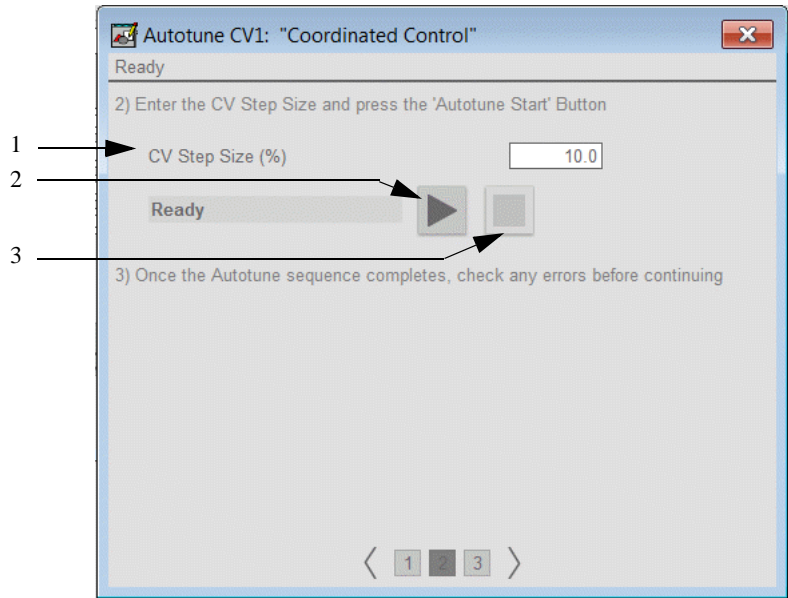 Autotune CV1: "Coordinated Control"
Ready
2) Enter the CV Step Size and press the 'Autotune Start' Button
1
CV Step Size (%) 10.0
2
Ready
3
3) Once the Autotune sequence completes, check any errors before continuing
1 2 3